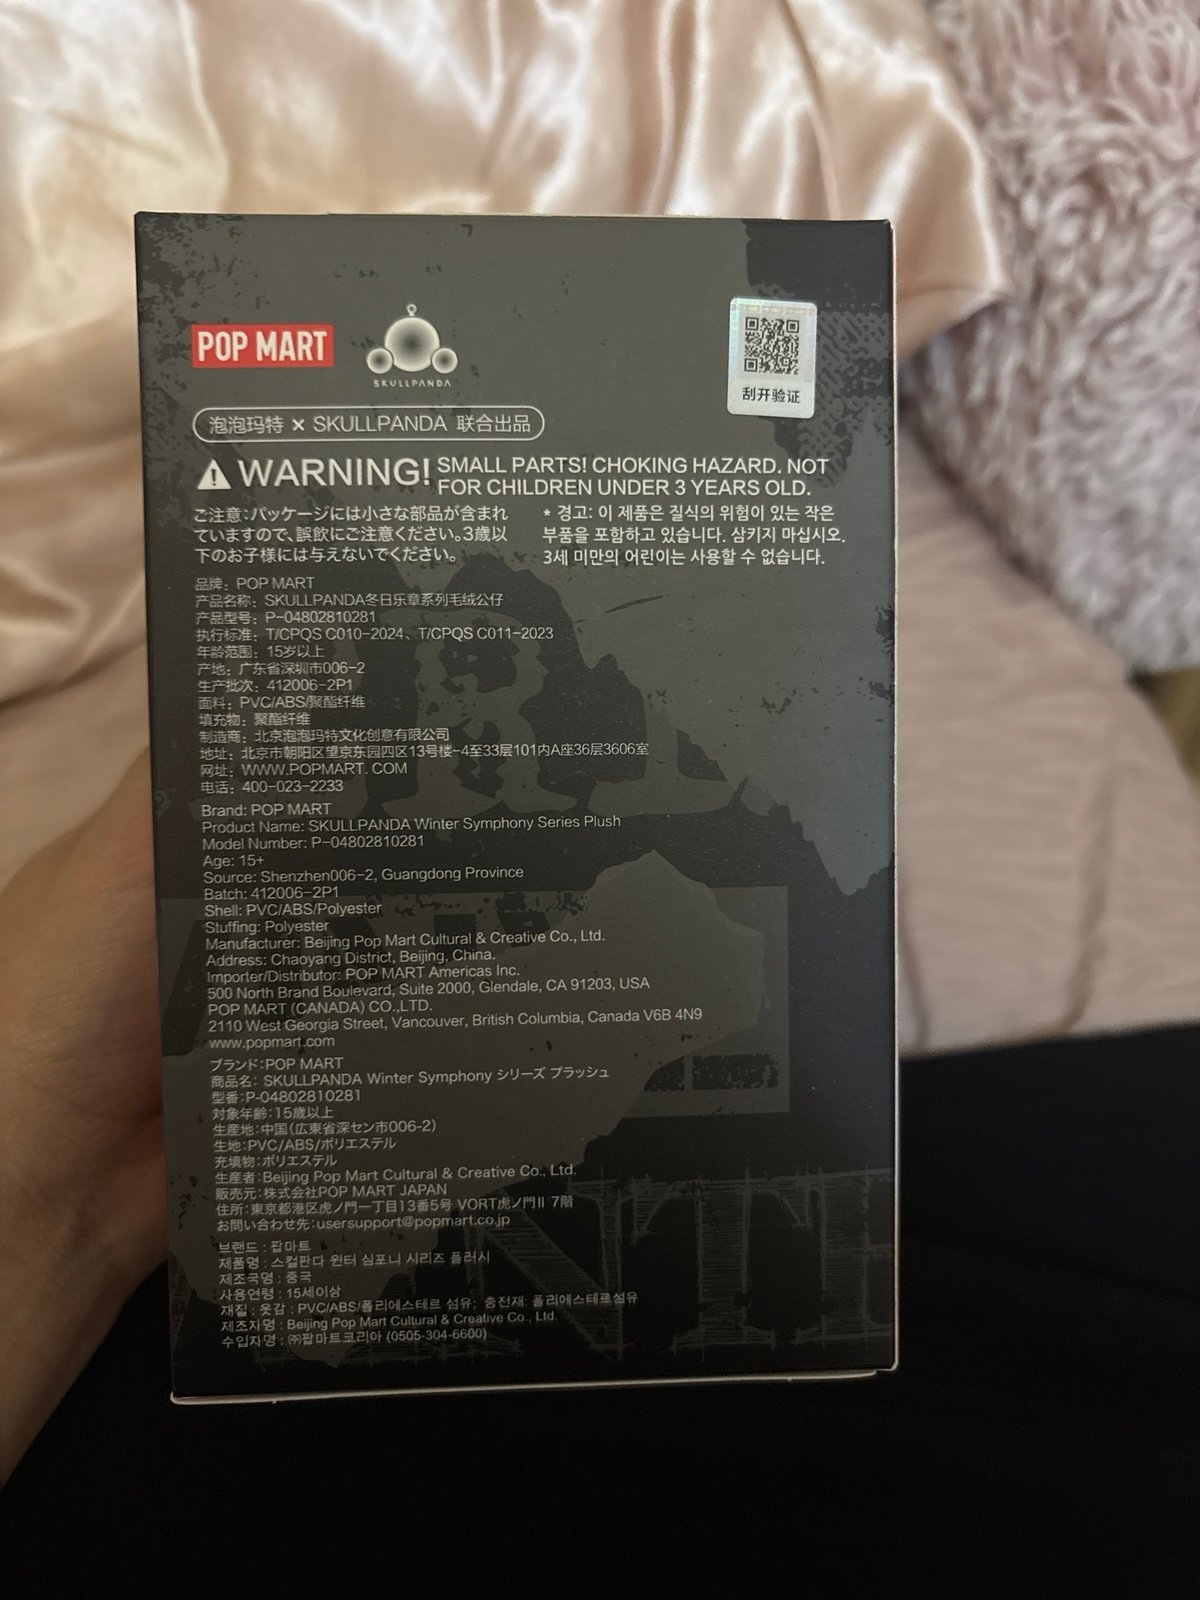 POP MART
SKULLPANDA
刮开验证
泡泡玛特 × SKULLPANDA 联合出品
WARNING! SMALL PARTS! CHOKING HAZARD. NOT
FOR CHILDREN UNDER 3 YEARS OLD.
ご注意:パッケージには小さな部品が含まれ
ていますので、誤飲にご注意ください。3歳以
下のお子様には与えないでください。
* 경고: 이 제품은 질식의 위험이 있는 작은
부품을 포함하고 있습니다. 삼키지 마십시오.
3세 미만의 어린이는 사용할 수 없습니다.
品牌：POP MART
产品名称：SKULLPANDA冬日乐章系列毛绒公仔
产品型号：P-04802810281
执行标准：T/CPQS C010-2024、T/CPQS C011-2023
年龄范围：15岁以上
产地：广东省深圳市006-2
生产批次：412006-2P1
面料：PVC/ABS/聚酯纤维
填充物：聚酯纤维
制造商：北京泡泡玛特文化创意有限公司
地址：北京市朝阳区望京东园四区13号楼-4至33层101内A座36层3606室
网址：WWW.POPMART. COM
电话：400-023-2233
Brand: POP MART
Product Name: SKULLPANDA Winter Symphony Series Plush
Model Number: P-04802810281
Age: 15+
Source: Shenzhen006-2, Guangdong Province
Batch: 412006-2P1
Shell: PVC/ABS/Polyester
Stuffing: Polyester
Manufacturer: Beijing Pop Mart Cultural & Creative Co., Ltd.
Address: Chaoyang District, Beijing, China.
Importer/Distributor: POP MART Americas Inc.
500 North Brand Boulevard, Suite 2000, Glendale, CA 91203, USA
POP MART (CANADA) CO.,LTD.
2110 West Georgia Street, Vancouver, British Columbia, Canada V6B 4N9
www.popmart.com
ブランド:POP MART
商品名: SKULLPANDA Winter Symphony シリーズ プラッシュ
型番:P-04802810281
対象年齢:15歳以上
生産地:中国(広東省深セン市006-2)
生地:PVC/ABS/ポリエステル
充填物:ポリエステル
生産者:Beijing Pop Mart Cultural & Creative Co., Ltd.
販売元:株式会社POP MART JAPAN
住所:東京都港区虎ノ門一丁目13番5号 VORT虎ノ門II 7階
お問い合わせ先:usersupport@popmart.co.jp
브랜드 : 팝마트
제품명 : 스컬판다 윈터 심포니 시리즈 플러시
제조국명 : 중국
사용연령 : 15세이상
재질 : 옷감 : PVC/ABS/폴리에스테르 섬유; 충전재: 폴리에스테르섬유
제조자명 : Beijing Pop Mart Cultural & Creative Co., Ltd.
수입자명 : ㈜팝마트코리아 (0505-304-6600)